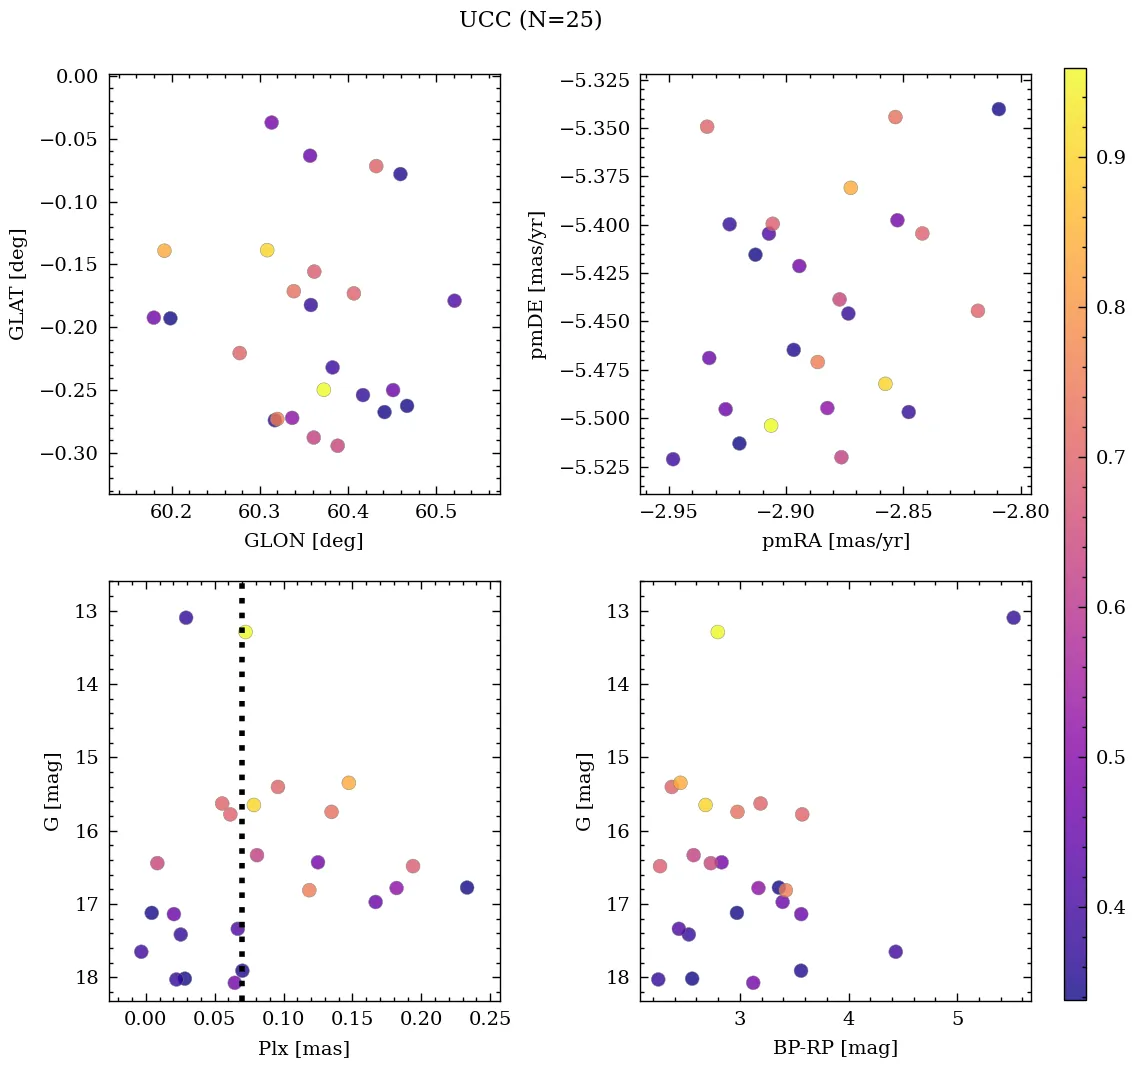 UCC (N=25)
0.00
−0.05
−0.10
−0.15
−0.20
−0.25
−0.30
GLAT [deg]
60.2 60.3 60.4 60.5
GLON [deg]
−5.325
−5.350
−5.375
−5.400
−5.425
−5.450
−5.475
−5.500
−5.525
pmDE [mas/yr]
−2.95 −2.90 −2.85 −2.80
pmRA [mas/yr]
13
14
15
16
17
18
G [mag]
0.00 0.05 0.10 0.15 0.20 0.25
Plx [mas]
13
14
15
16
17
18
G [mag]
3 4 5
BP-RP [mag]
0.9
0.8
0.7
0.6
0.5
0.4